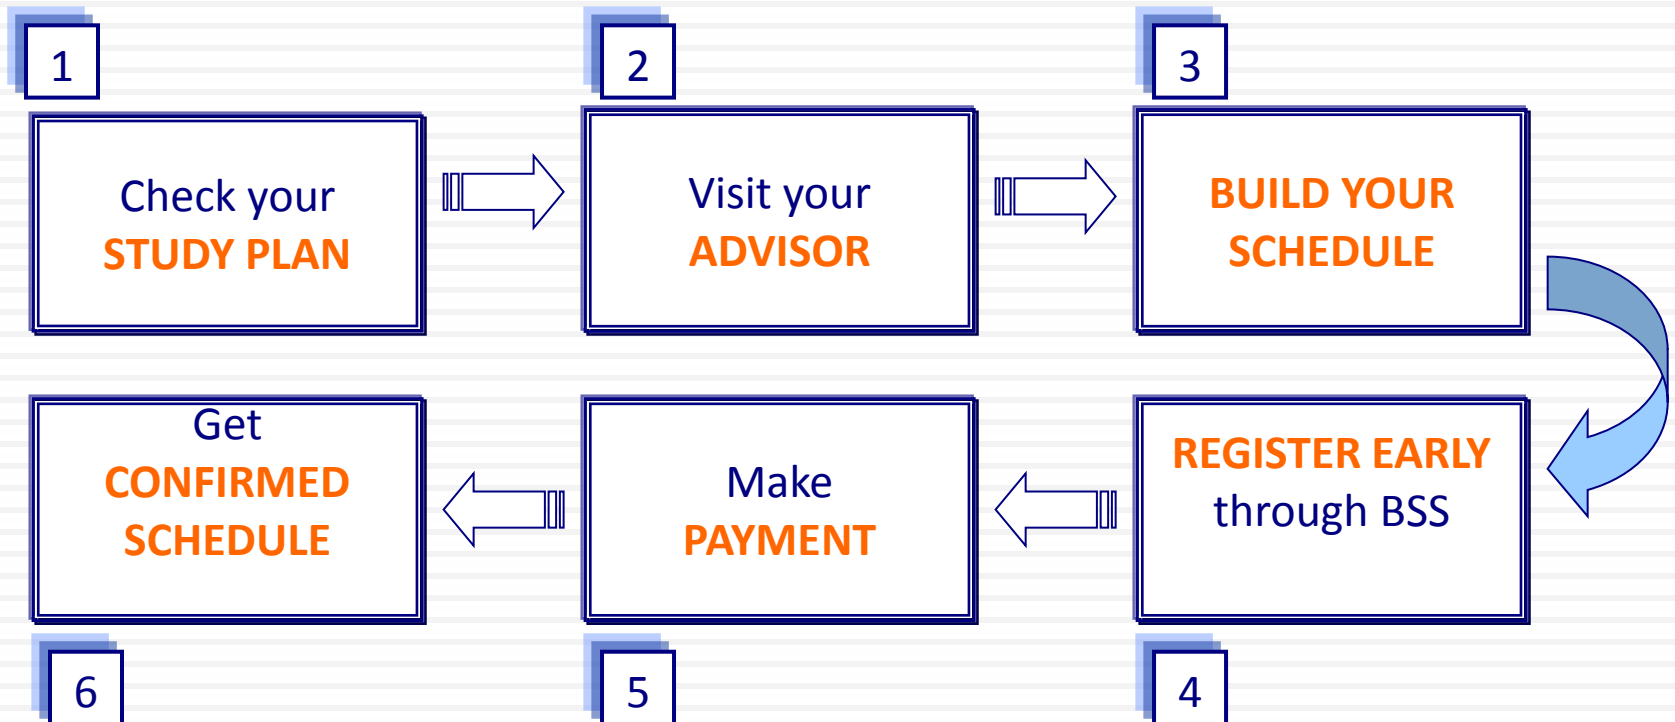 1
Check your
STUDY PLAN
2
Visit your
ADVISOR
3
BUILD YOUR
SCHEDULE
4
REGISTER EARLY
through BSS
5
Make
PAYMENT
6
Get
CONFIRMED
SCHEDULE